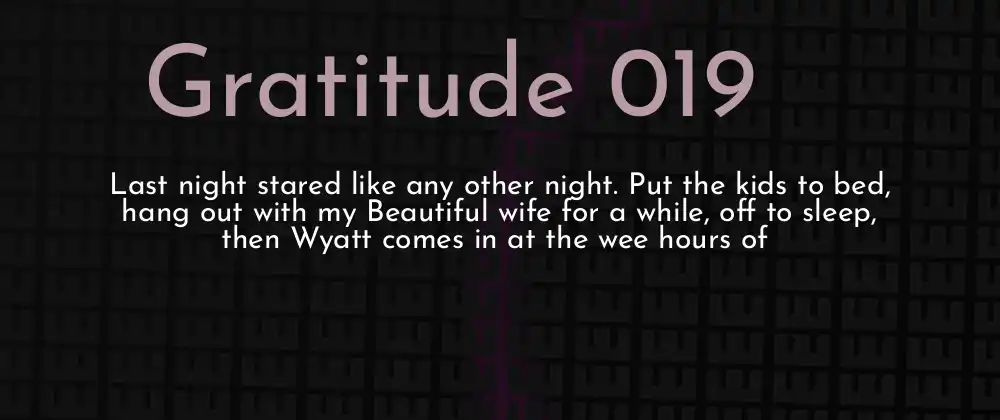 Gratitude 019
Last night stared like any other night. Put the kids to bed,
hang out with my Beautiful wife for a while, off to sleep,
then Wyatt comes in at the wee hours of